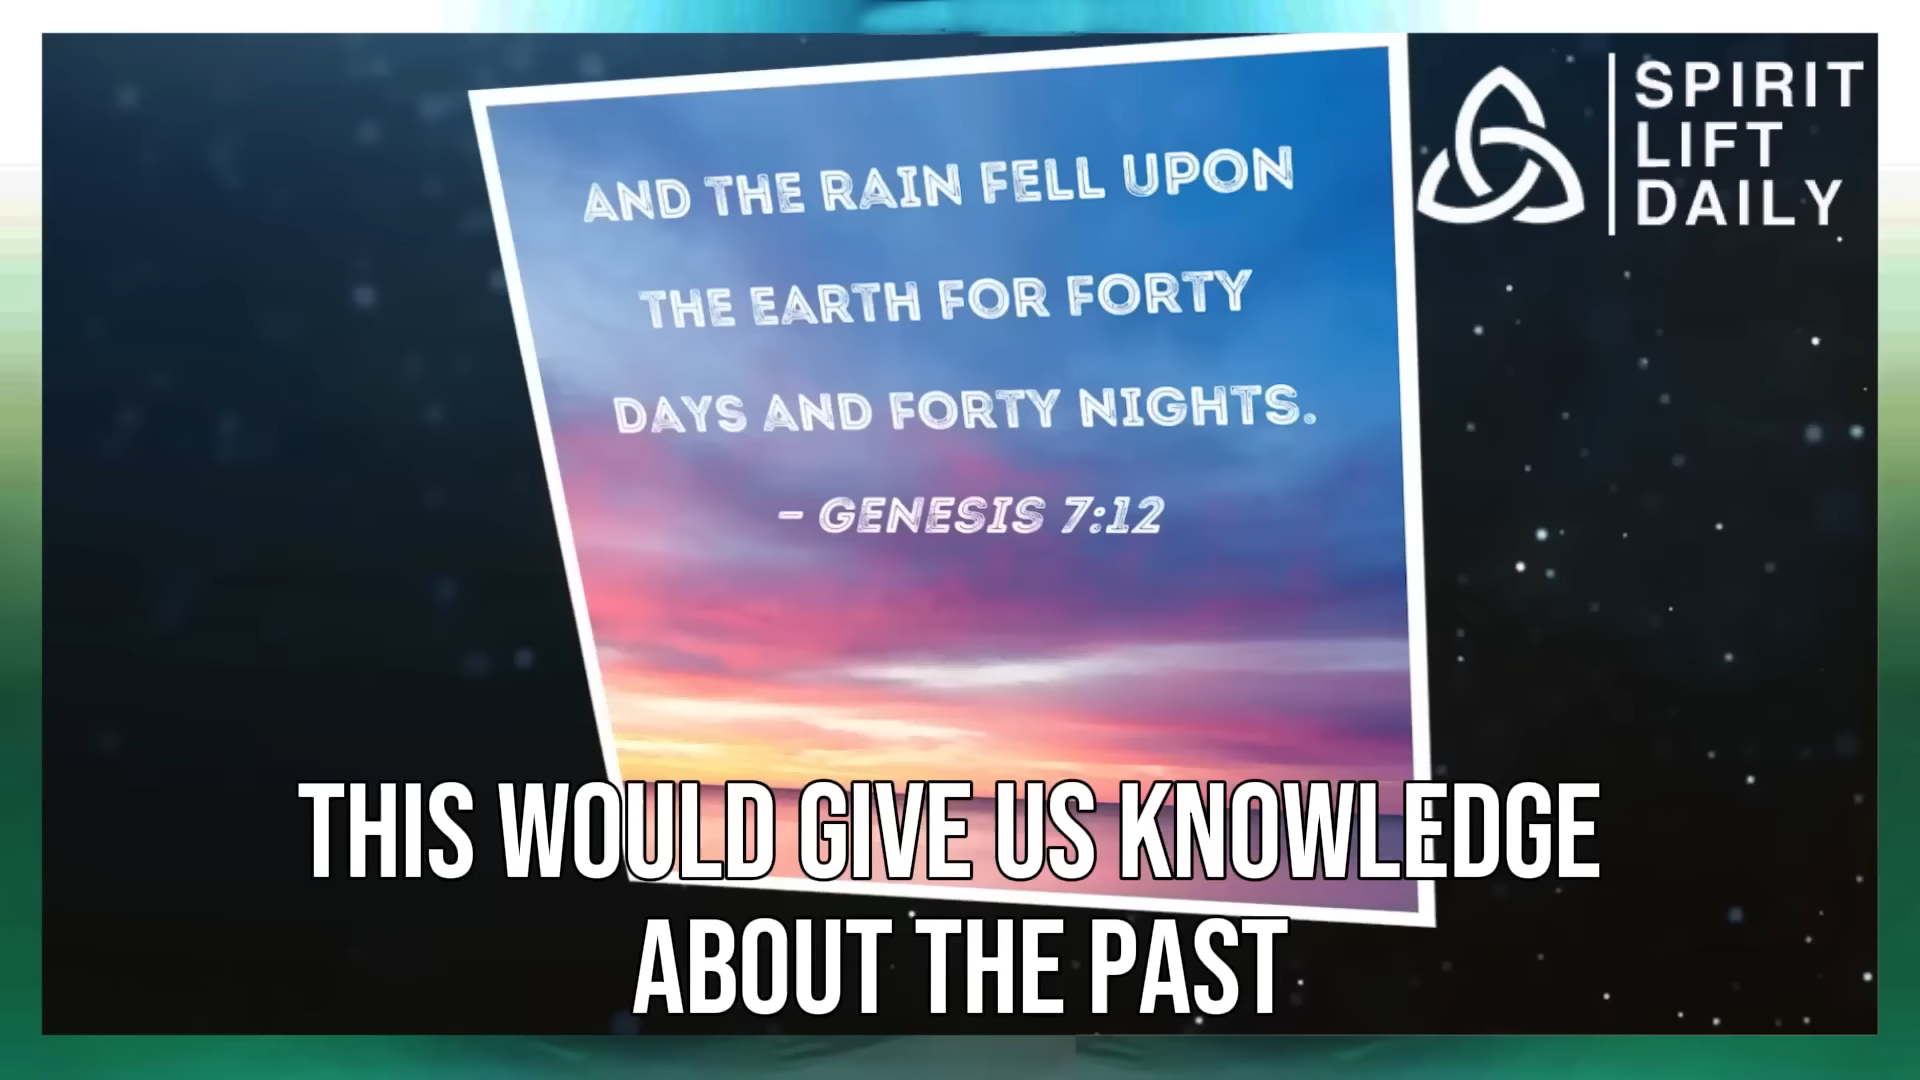 SPIRIT
LIFT
DAILY
AND THE RAIN FELL UPON
THE EARTH FOR FORTY
DAYS AND FORTY NIGHTS.
- GENESIS 7:12
THIS WOULD GIVE US KNOWLEDGE
ABOUT THE PAST